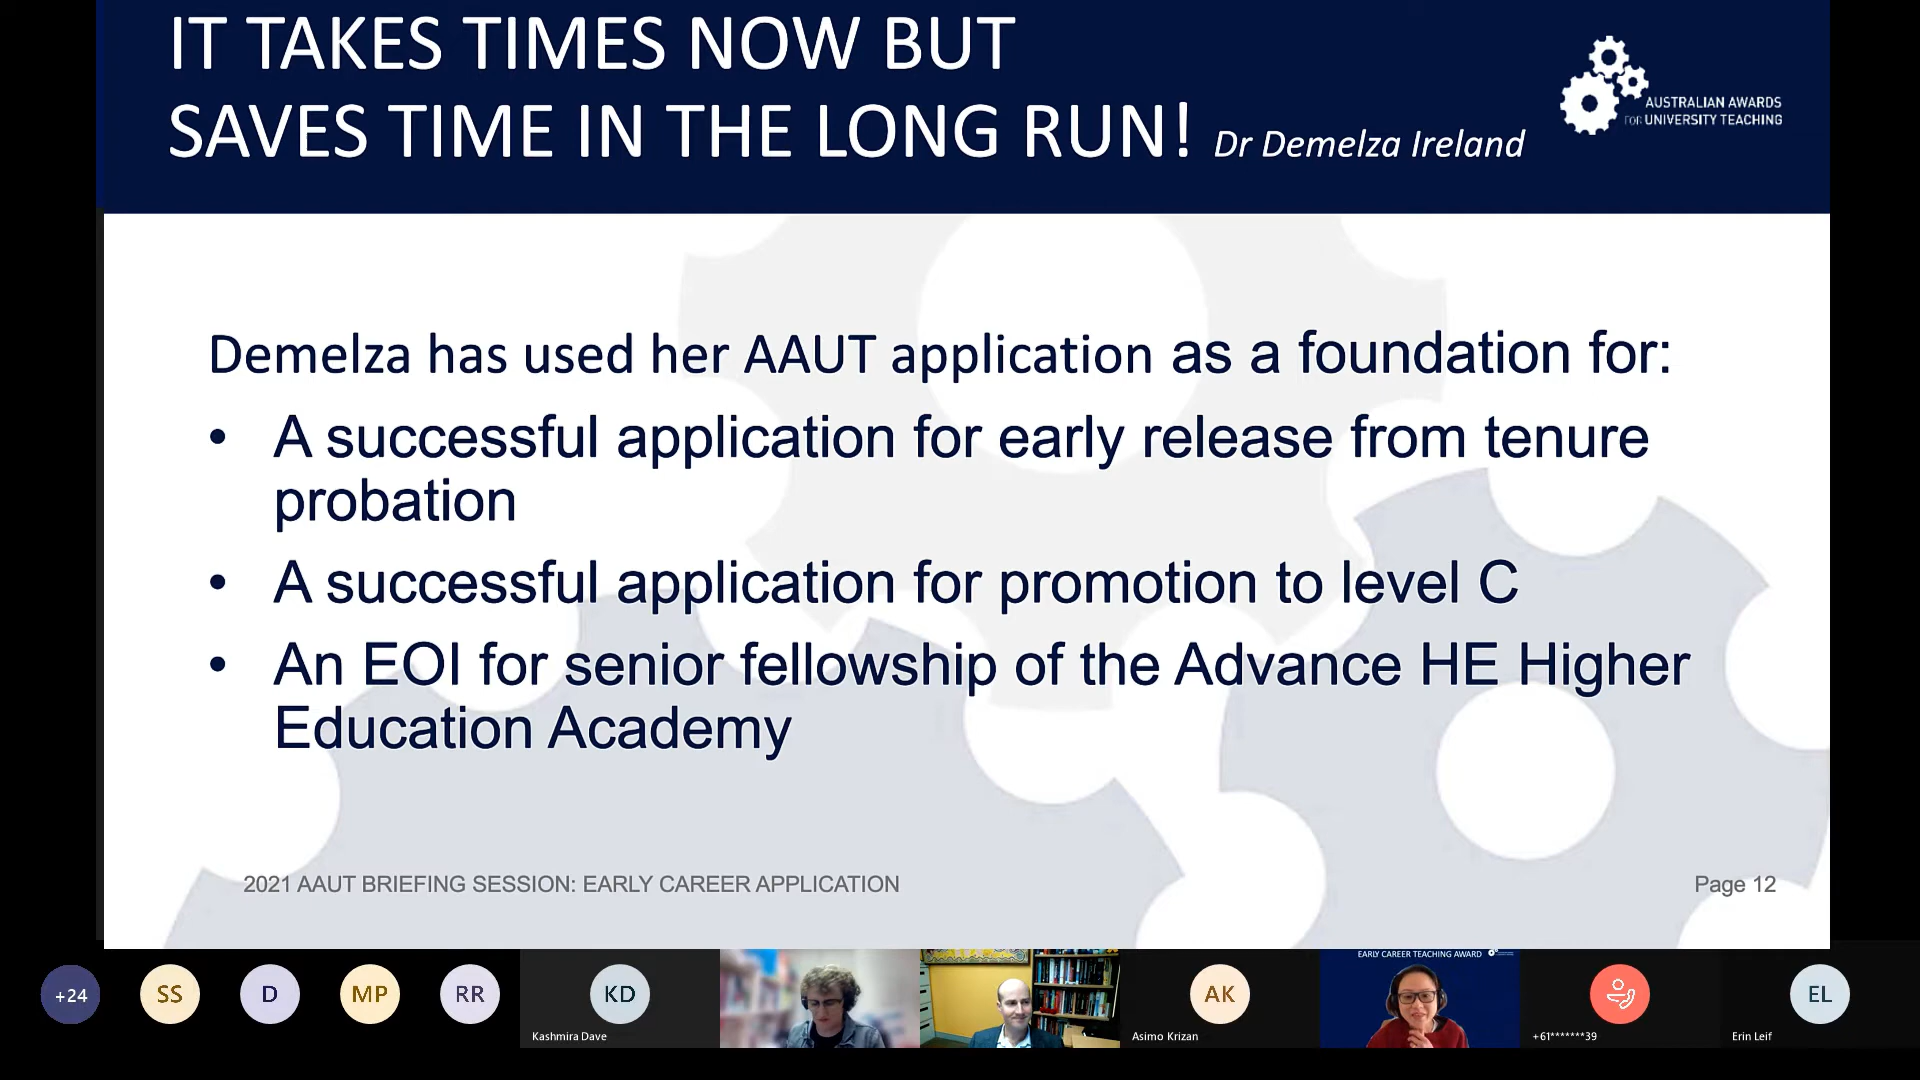 IT TAKES TIMES NOW BUT
SAVES TIME IN THE LONG RUN! Dr Demelza Ireland
AUSTRALIAN AWARDS
FOR UNIVERSITY TEACHING
Demelza has used her AAUT application as a foundation for:
• A successful application for early release from tenure
probation
• A successful application for promotion to level C
• An EOI for senior fellowship of the Advance HE Higher
Education Academy
2021 AAUT BRIEFING SESSION: EARLY CAREER APPLICATION
Page 12
+24
SS
D
MP
RR
KD
Kashmira Dave
AK
Asimo Krizan
EARLY CAREER TEACHING AWARD
+61*******39
EL
Erin Leif